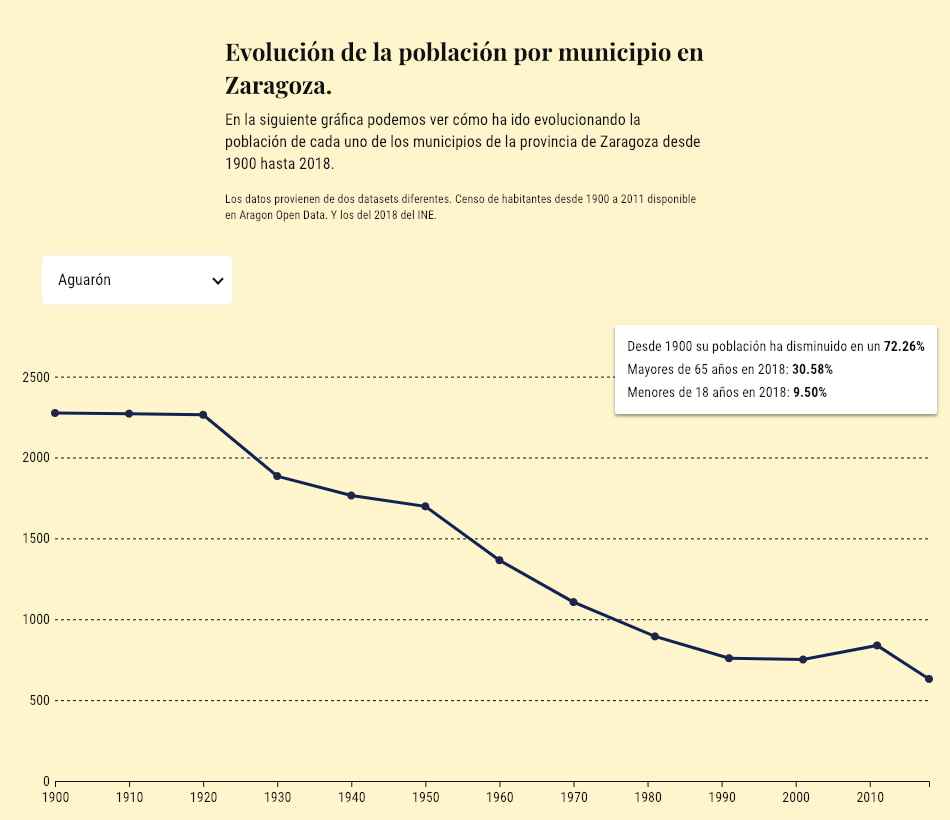 Evolución de la población por municipio en
Zaragoza.
En la siguiente gráfica podemos ver cómo ha ido evolucionando la
población de cada uno de los municipios de la provincia de Zaragoza desde
1900 hasta 2018.
Los datos provienen de dos datasets diferentes. Censo de habitantes desde 1900 a 2011 disponible
en Aragon Open Data. Y los del 2018 del INE.
Aguarón
Desde 1900 su población ha disminuido en un 72.26%
Mayores de 65 años en 2018: 30.58%
Menores de 18 años en 2018: 9.50%
2500
2000
1500
1000
500
0
1900 1910 1920 1930 1940 1950 1960 1970 1980 1990 2000 2010